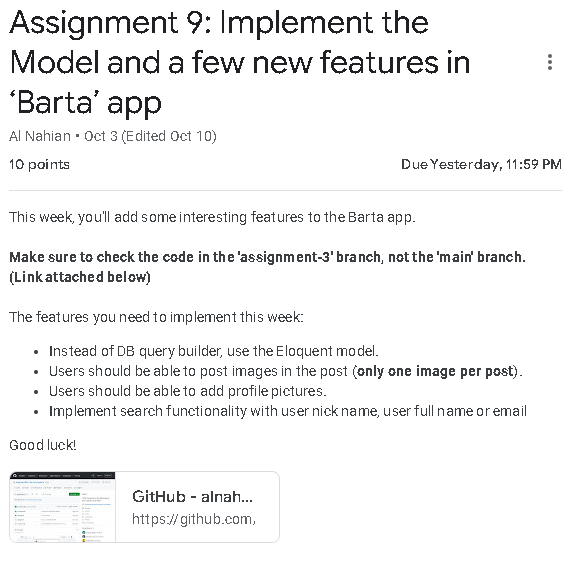 Assignment 9: Implement the
Model and a few new features in
‘Barta’ app
Al Nahian • Oct 3 (Edited Oct 10)
10 points
Due Yesterday, 11:59 PM
This week, you'll add some interesting features to the Barta app.
Make sure to check the code in the 'assignment-3' branch, not the 'main' branch.
(Link attached below)
The features you need to implement this week:
• Instead of DB query builder, use the Eloquent model.
• Users should be able to post images in the post (only one image per post).
• Users should be able to add profile pictures.
• Implement search functionality with user nick name, user full name or email
Good luck!
GitHub - alnah...
https://github.com,